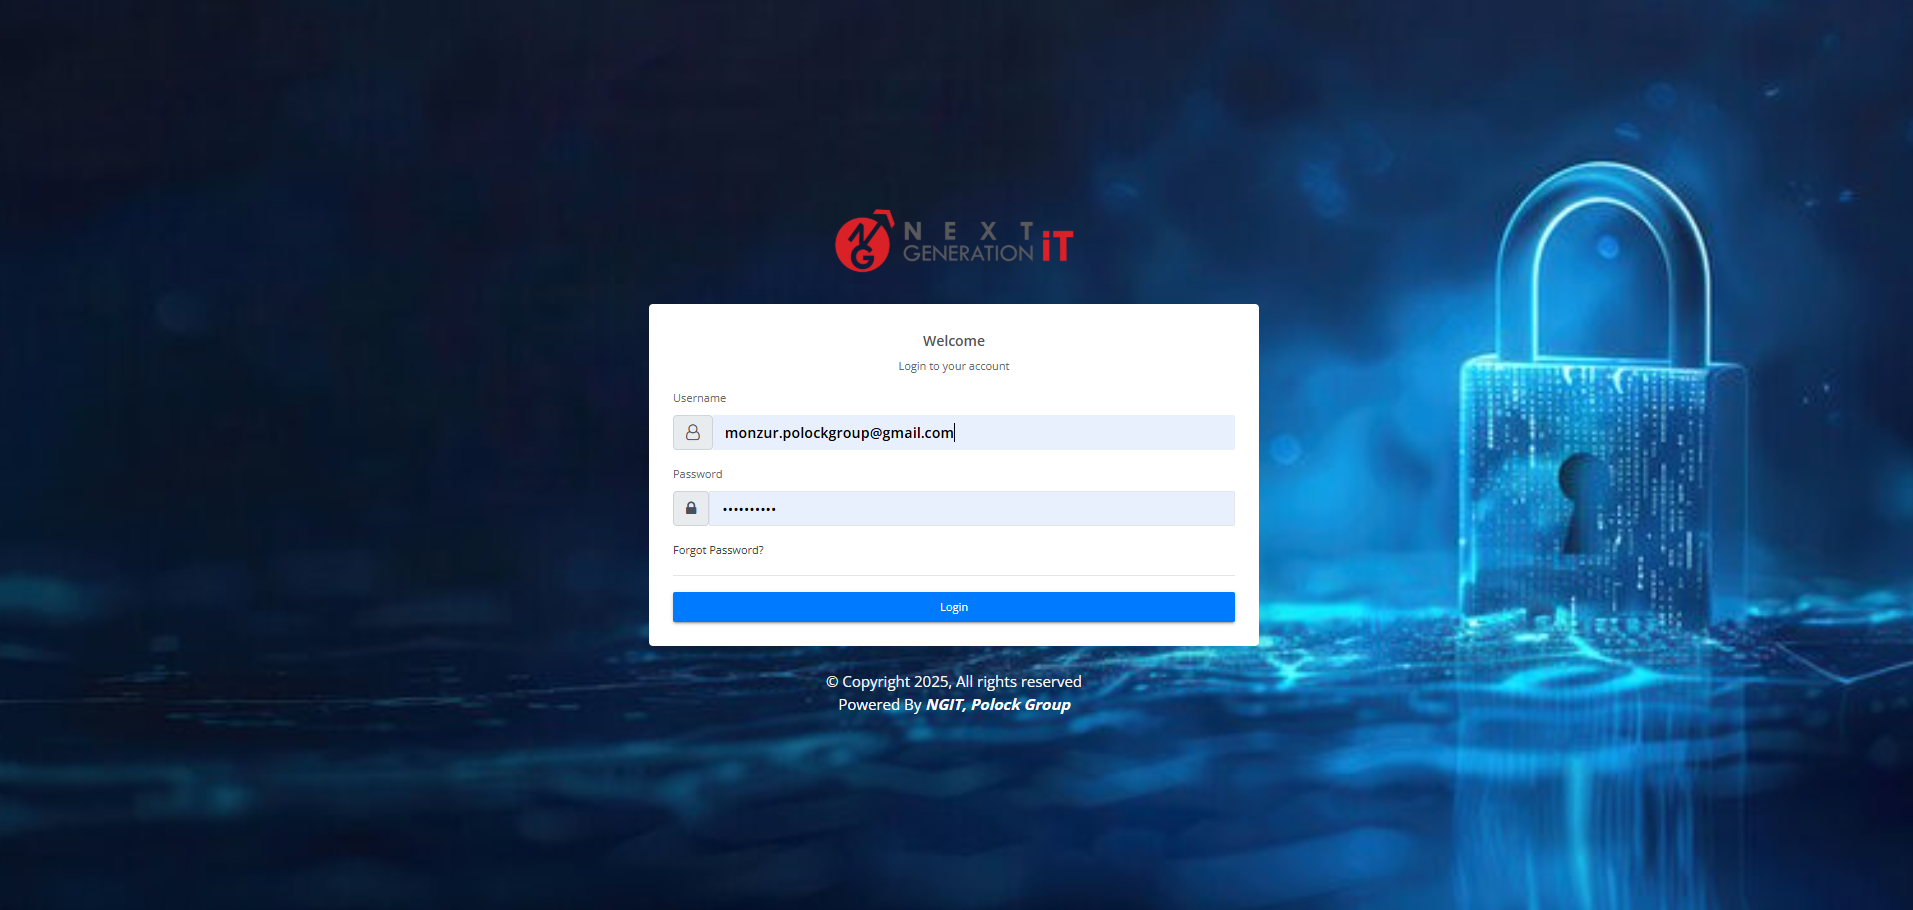 NG
NEXT
GENERATION iT
Welcome
Login to your account
Username
monzur.polockgroup@gmail.com
Password
••••••••••
Forgot Password?
Login
© Copyright 2025, All rights reserved
Powered By NGIT, Polock Group